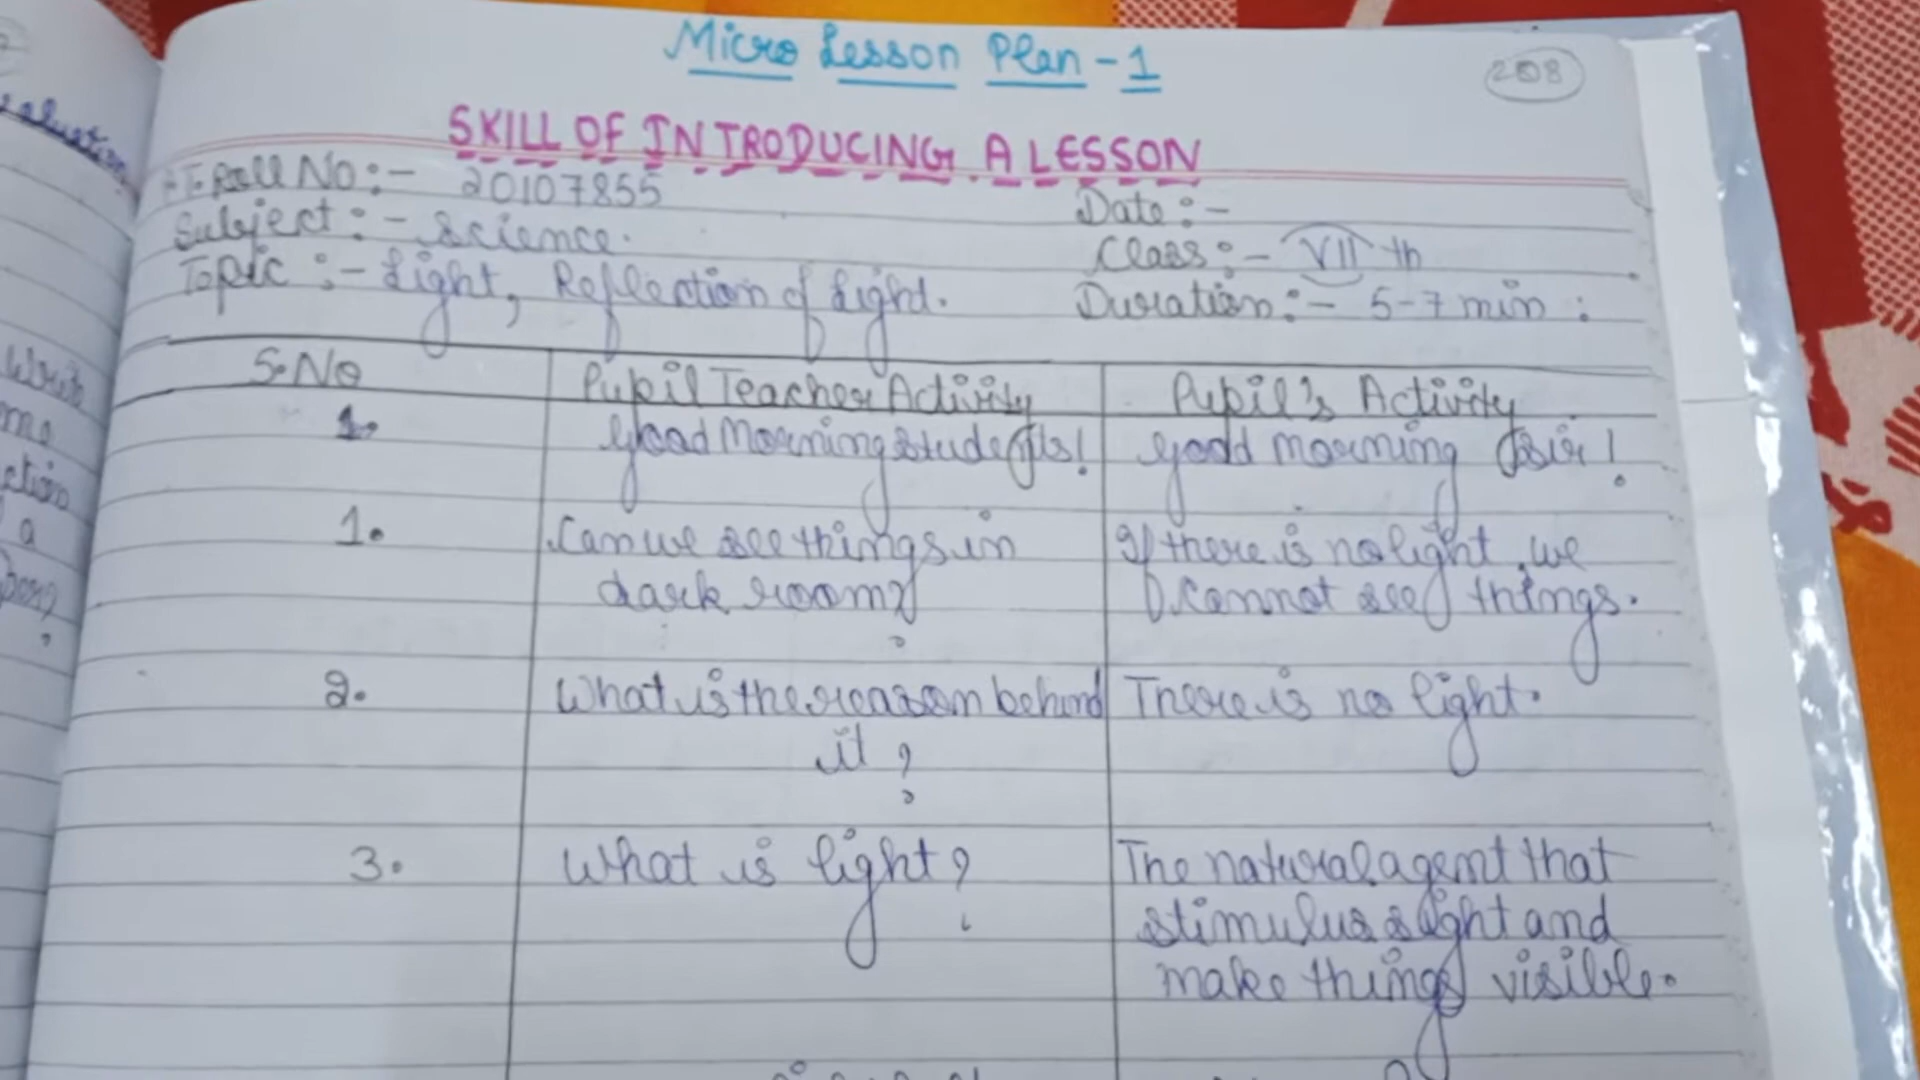 Micro Lesson Plan - 1
208
SKILL OF INTRODUCING A LESSON
Roll No :- 20107855
Date :-
Subject :- Science.
Class :- VII th
Topic :- Light, Reflection of Light.
Duration :- 5-7 min :
S.No
Pupil Teacher Activity
Pupil's Activity
1.
Good Morning students!
Good morning sir!
1.
Can we see things in
dark room?
If there is no light, we
cannot see things.
2.
What is the reason behind
it?
There is no light.
3.
What is light?
The natural agent that
stimulus sight and
make things visible.